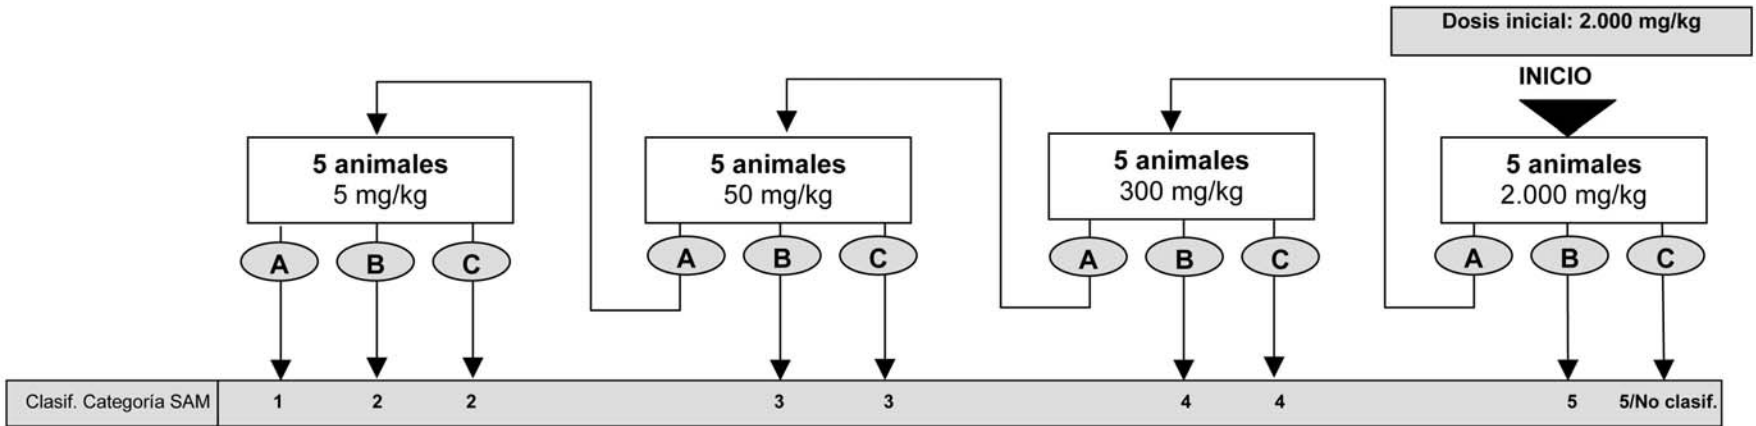 Dosis inicial: 2.000 mg/kg
INICIO
5 animales
5 mg/kg
5 animales
50 mg/kg
5 animales
300 mg/kg
5 animales
2.000 mg/kg
A B C A B C A B C A B C
Clasif. Categoría SAM 1 2 2 3 3 4 4 5 5/No clasif.